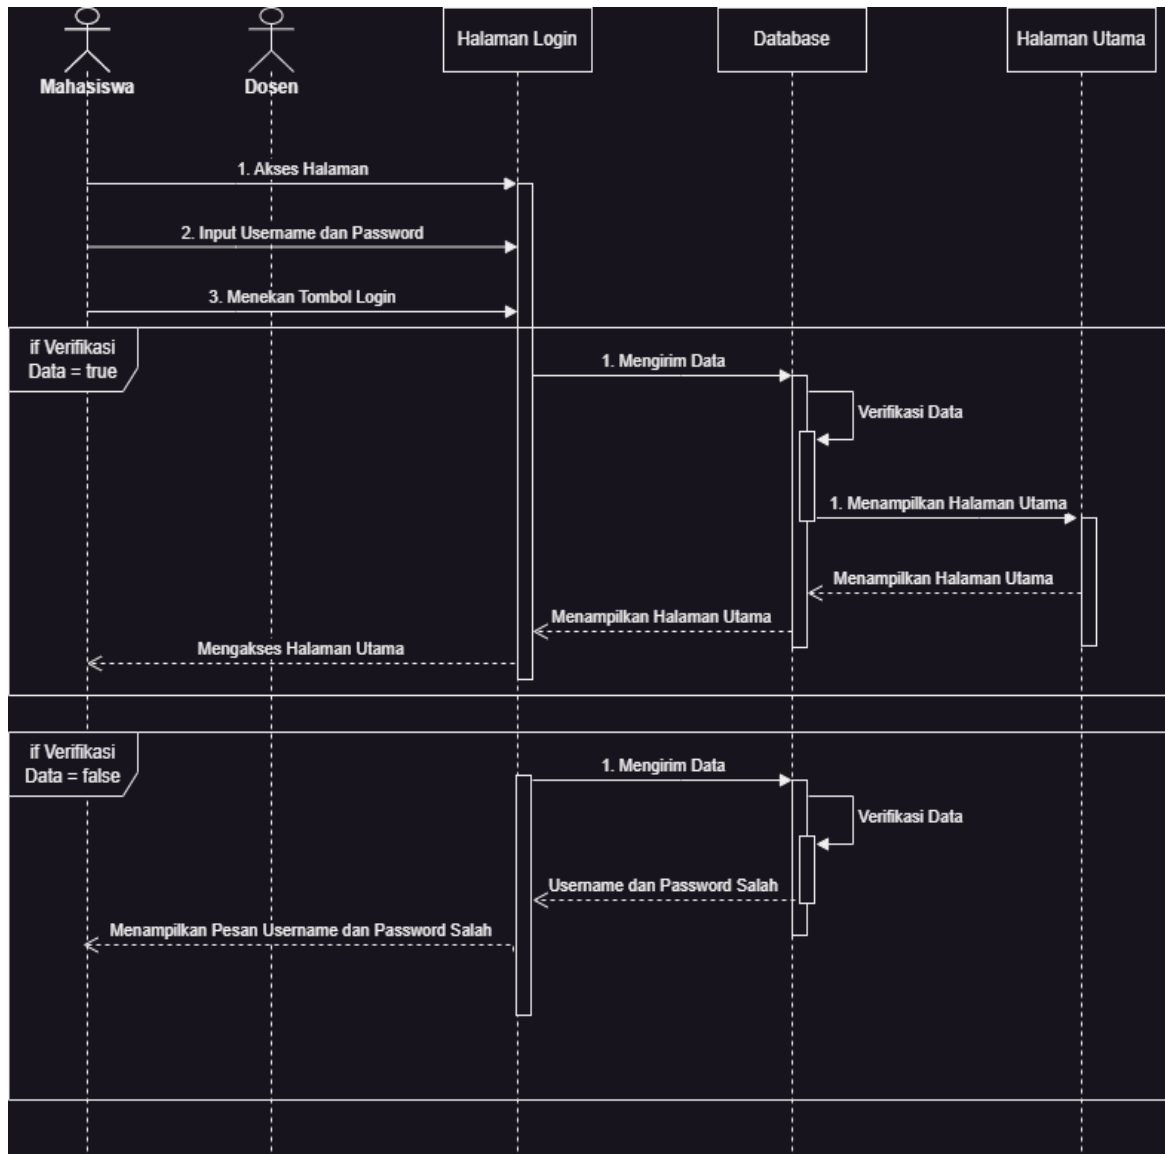 Mahasiswa
Dosen
Halaman Login
Database
Halaman Utama
1. Akses Halaman
2. Input Username dan Password
3. Menekan Tombol Login
if Verifikasi
Data = true
1. Mengirim Data
Verifikasi Data
1. Menampilkan Halaman Utama
Menampilkan Halaman Utama
Menampilkan Halaman Utama
Mengakses Halaman Utama
if Verifikasi
Data = false
1. Mengirim Data
Verifikasi Data
Username dan Password Salah
Menampilkan Pesan Username dan Password Salah